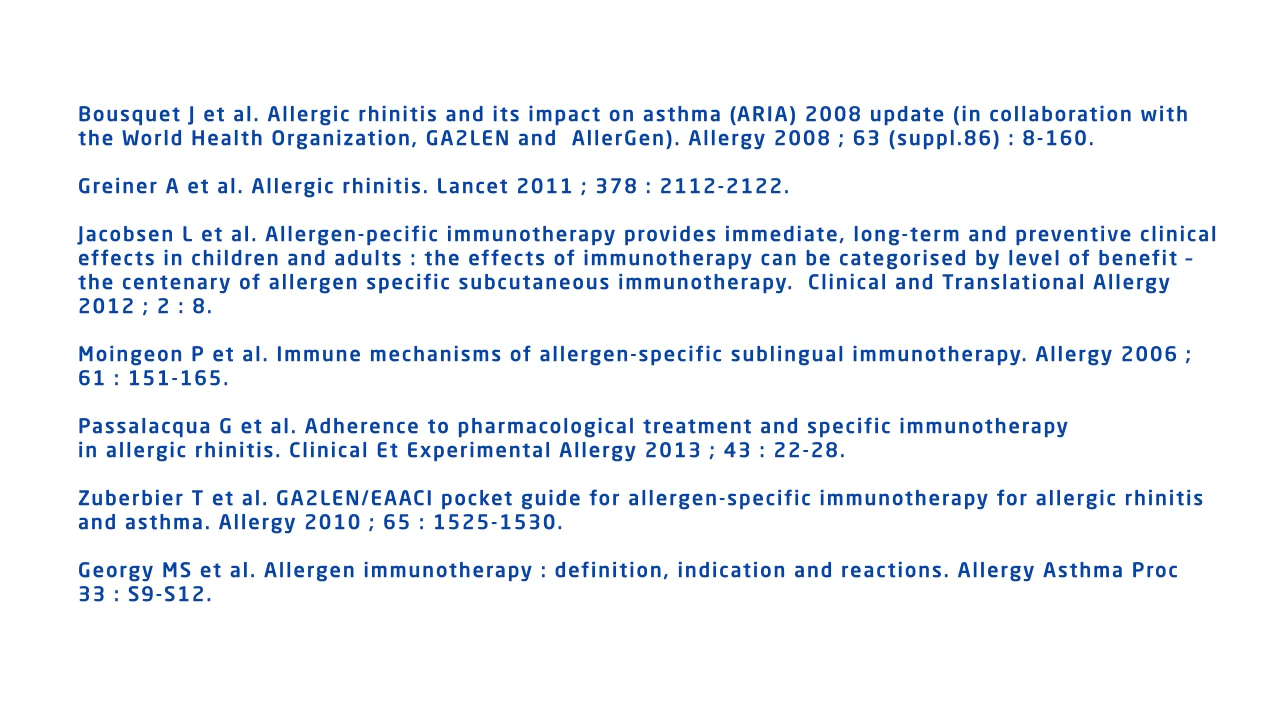 Bousquet J et al. Allergic rhinitis and its impact on asthma (ARIA) 2008 update (in collaboration with
the World Health Organization, GA2LEN and  AllerGen). Allergy 2008 ; 63 (suppl.86) : 8-160.
Greiner A et al. Allergic rhinitis. Lancet 2011 ; 378 : 2112-2122.
Jacobsen L et al. Allergen-pecific immunotherapy provides immediate, long-term and preventive clinical
effects in children and adults : the effects of immunotherapy can be categorised by level of benefit –
the centenary of allergen specific subcutaneous immunotherapy.  Clinical and Translational Allergy
2012 ; 2 : 8.
Moingeon P et al. Immune mechanisms of allergen-specific sublingual immunotherapy. Allergy 2006 ;
61 : 151-165.
Passalacqua G et al. Adherence to pharmacological treatment and specific immunotherapy
in allergic rhinitis. Clinical Et Experimental Allergy 2013 ; 43 : 22-28.
Zuberbier T et al. GA2LEN/EAACI pocket guide for allergen-specific immunotherapy for allergic rhinitis
and asthma. Allergy 2010 ; 65 : 1525-1530.
Georgy MS et al. Allergen immunotherapy : definition, indication and reactions. Allergy Asthma Proc
33 : S9-S12.